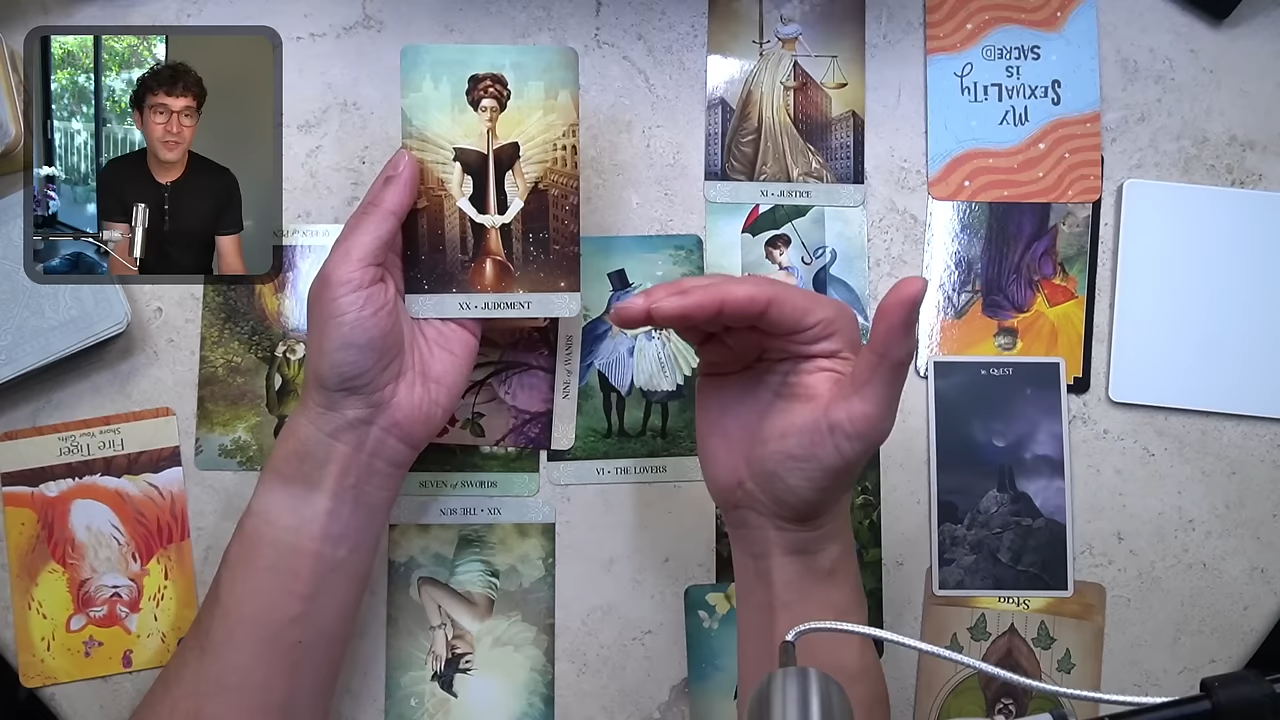 XI • JUSTICE
MY
SEXUALITY
IS
SACRED
XX • JUDGMENT
NINE of WANDS
VI • THE LOVERS
SEVEN of SWORDS
XIX • THE SUN
QUEST
Fire Tiger
Share Your Gifts
Stag